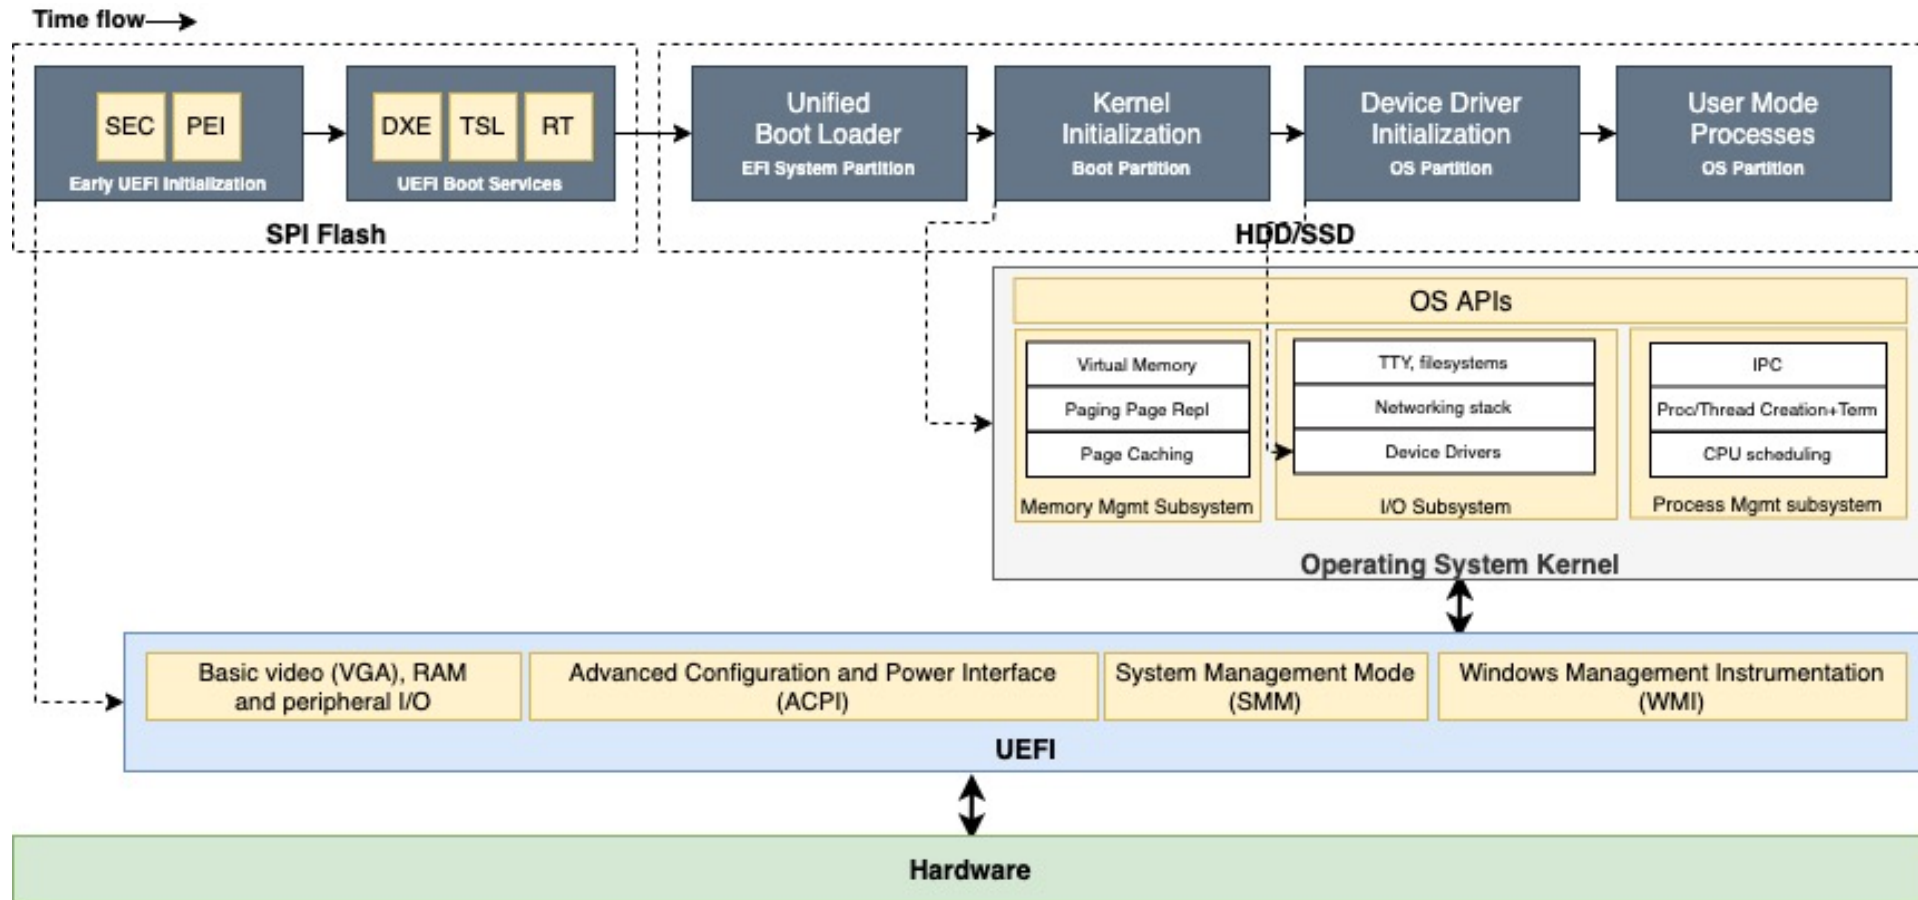 Time flow
SEC
PEI
Early UEFI Initialization
DXE
TSL
RT
UEFI Boot Services
SPI Flash
Unified
Boot Loader
EFI System Partition
Kernel
Initialization
Boot Partition
Device Driver
Initialization
OS Partition
User Mode
Processes
OS Partition
HDD/SSD
OS APIs
Virtual Memory
Paging Page Repl
Page Caching
Memory Mgmt Subsystem
TTY, filesystems
Networking stack
Device Drivers
I/O Subsystem
IPC
Proc/Thread Creation+Term
CPU scheduling
Process Mgmt subsystem
Operating System Kernel
Basic video (VGA), RAM
and peripheral I/O
Advanced Configuration and Power Interface
(ACPI)
System Management Mode
(SMM)
Windows Management Instrumentation
(WMI)
UEFI
Hardware